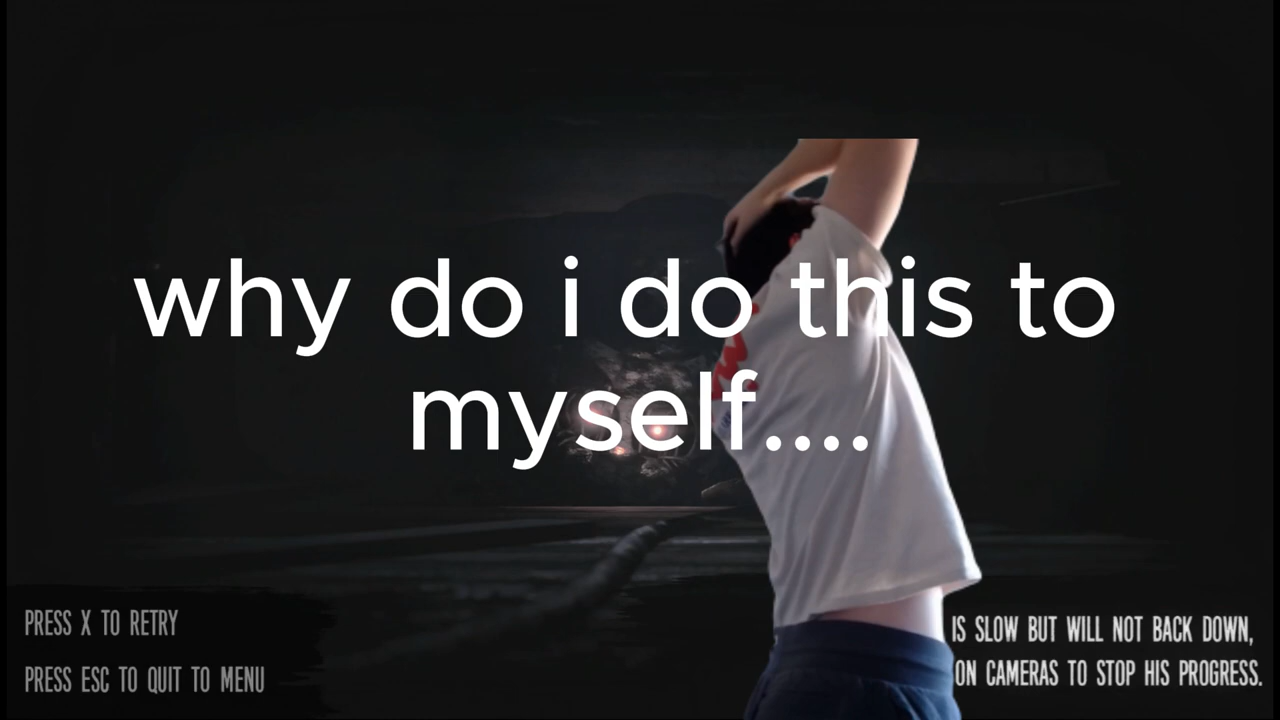 why do i do this to
myself....
PRESS X TO RETRY
PRESS ESC TO QUIT TO MENU
IS SLOW BUT WILL NOT BACK DOWN,
ON CAMERAS TO STOP HIS PROGRESS.